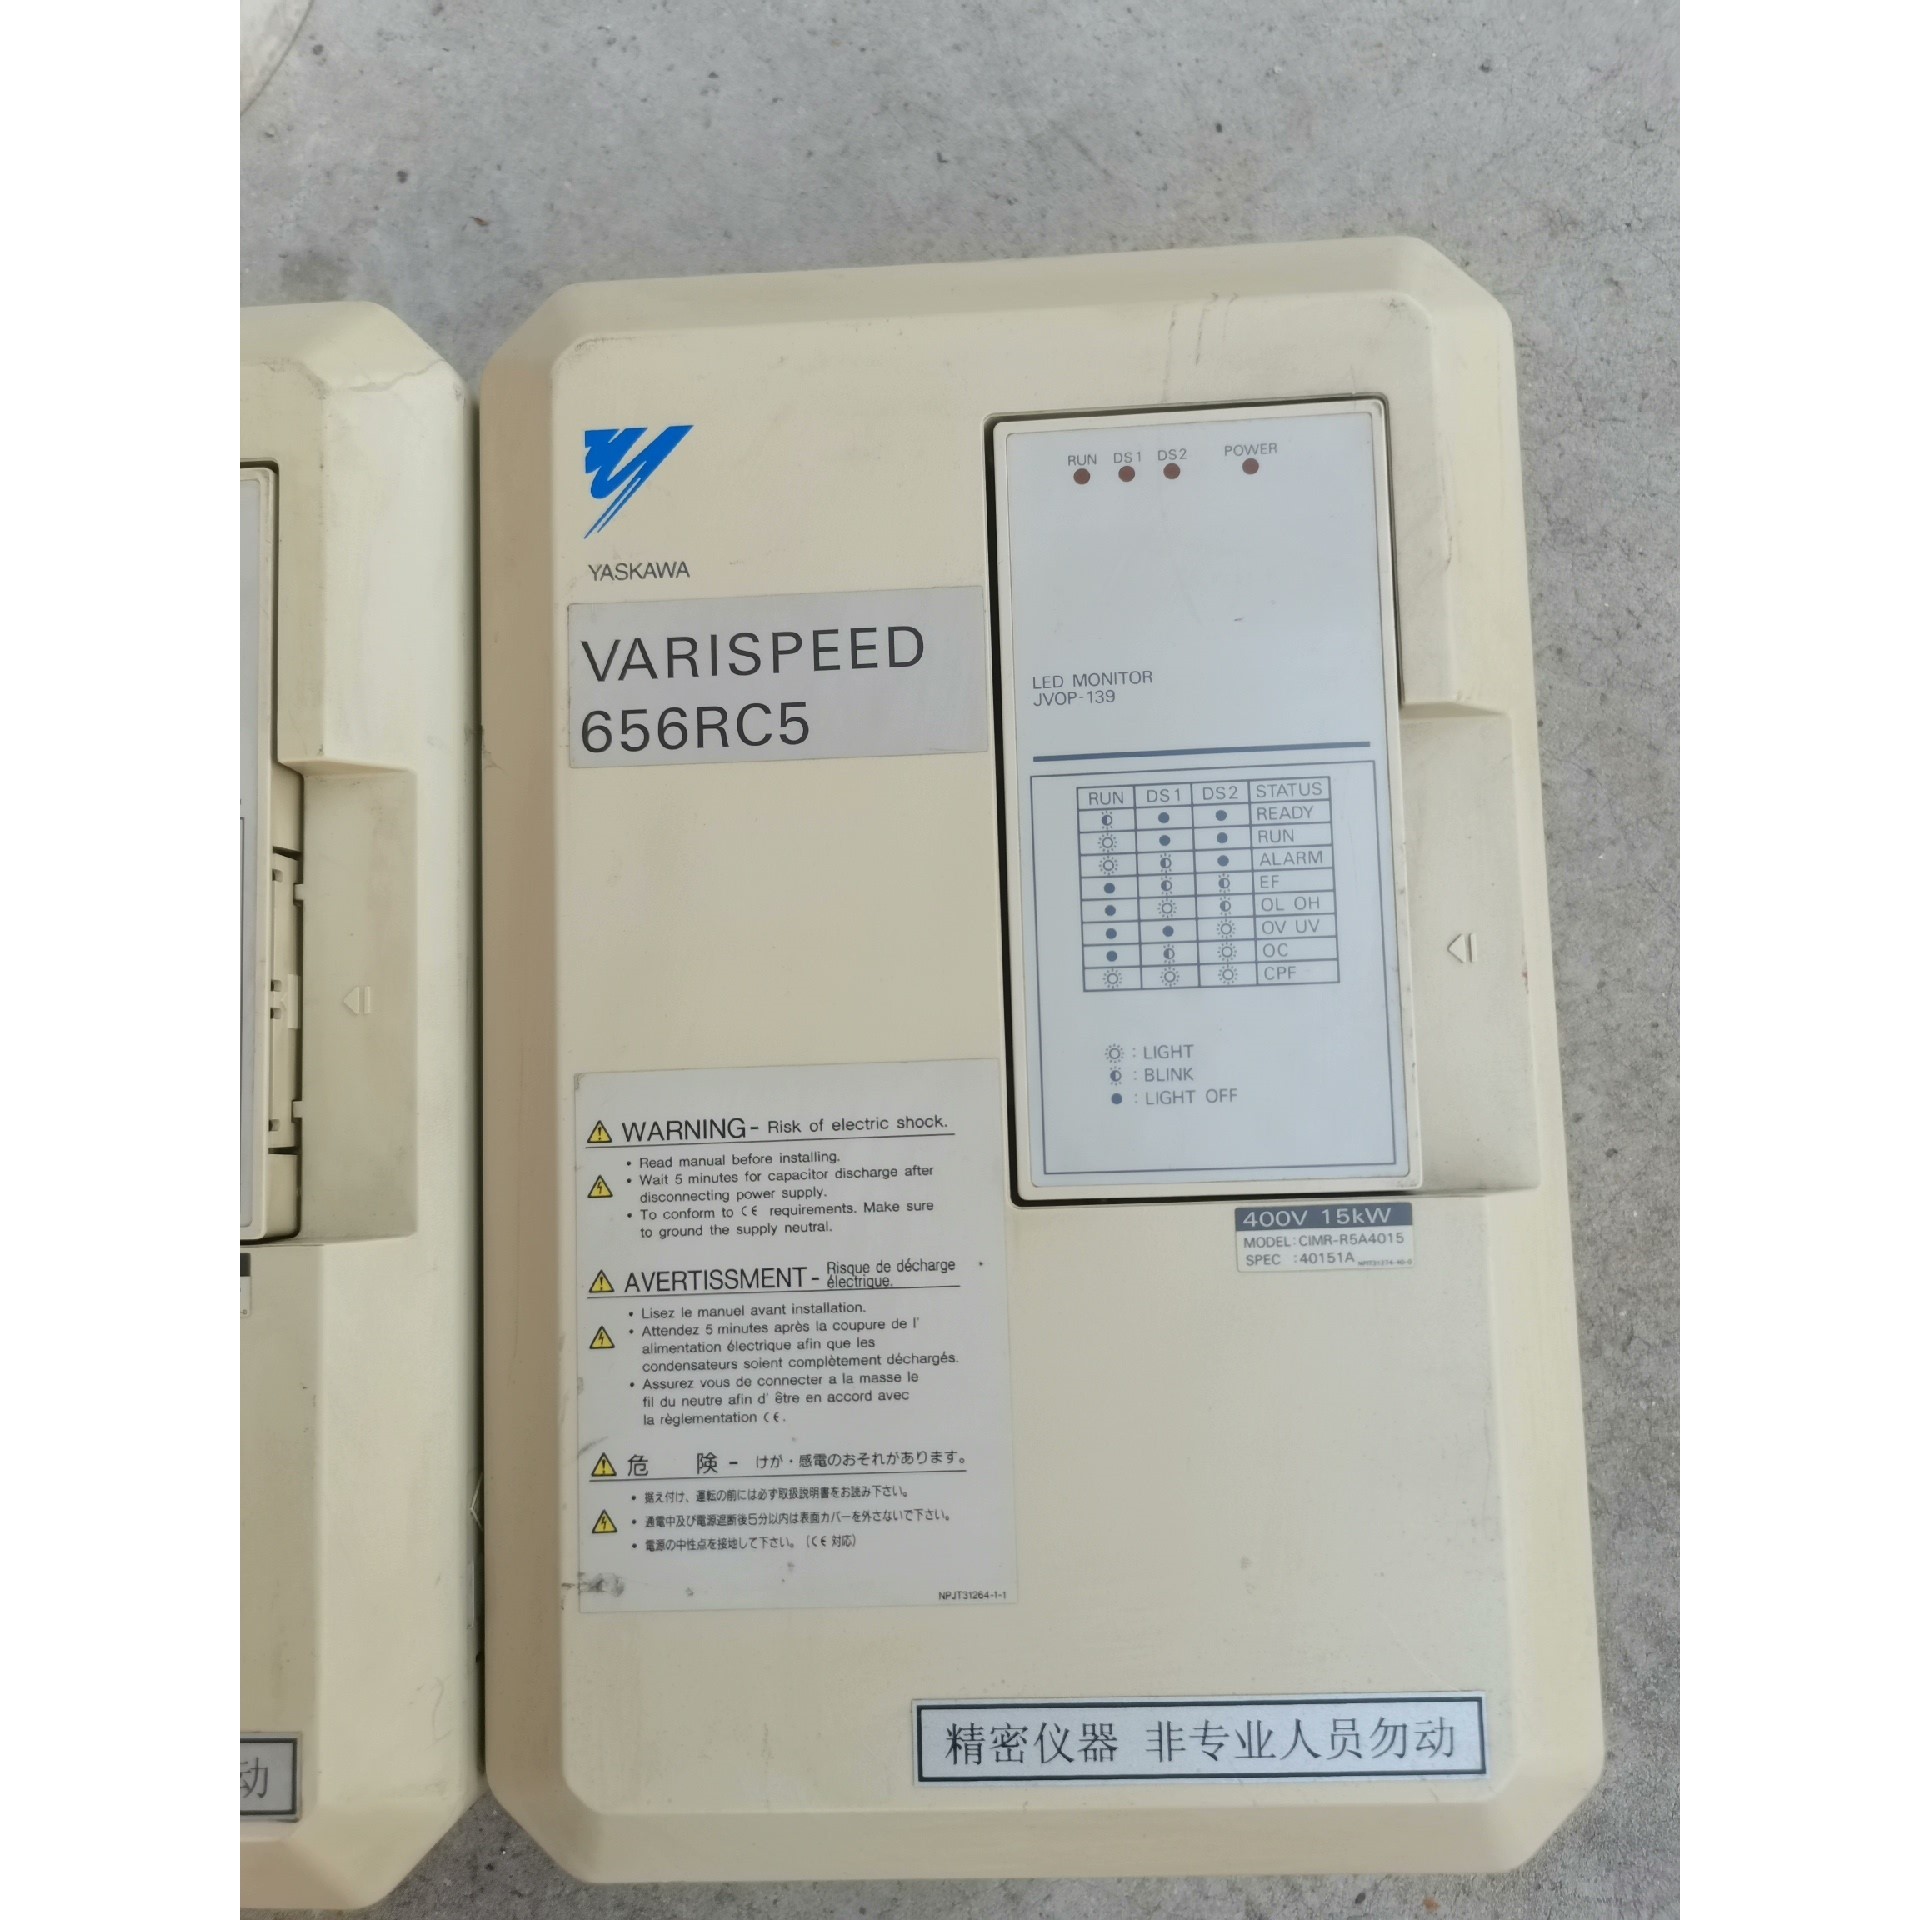 YASKAWA
VARISPEED
656RC5
RUN DS1 DS2 POWER
LED MONITOR
JVOP-139
RUN DS1 DS2 STATUS
READY
RUN
ALARM
EF
OL OH
OV UV
OC
CPF
: LIGHT
: BLINK
: LIGHT OFF
400V 15kW
MODEL:CIMR-R5A4015
SPEC :40151A
WARNING - Risk of electric shock.
• Read manual before installing.
• Wait 5 minutes for capacitor discharge after
disconnecting power supply.
• To conform to CE requirements. Make sure
to ground the supply neutral.
AVERTISSMENT - Risque de décharge
électrique.
• Lisez le manuel avant installation.
• Attendez 5 minutes après la coupure de l'
alimentation électrique afin que les
condensateurs soient complètement déchargés.
• Assurez vous de connecter a la masse le
fil du neutre afin d' être en accord avec
la règlementation CE.
危 険 - けが・感電のおそれがあります。
• 据え付け、運転の前には必ず取扱説明書をお読み下さい。
• 通電中及び電源遮断後5分以内は表面カバーを外さないで下さい。
• 電源の中性点を接地して下さい。(CE 対応)
NPJT31264-1-1
精密仪器 非专业人员勿动
动